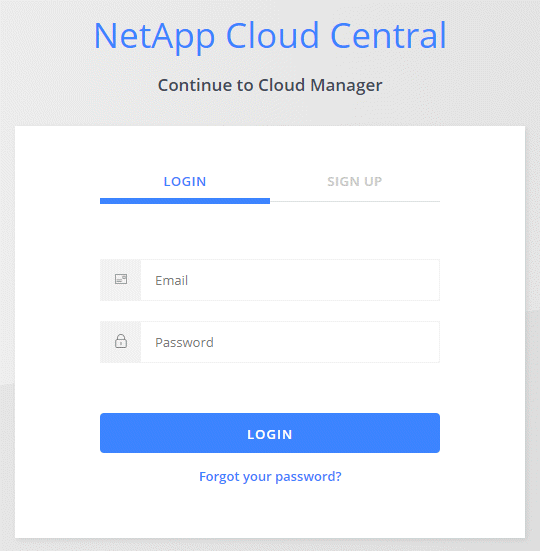 NetApp Cloud Central
Continue to Cloud Manager
LOGIN SIGN UP
Email
Password
LOGIN
Forgot your password?